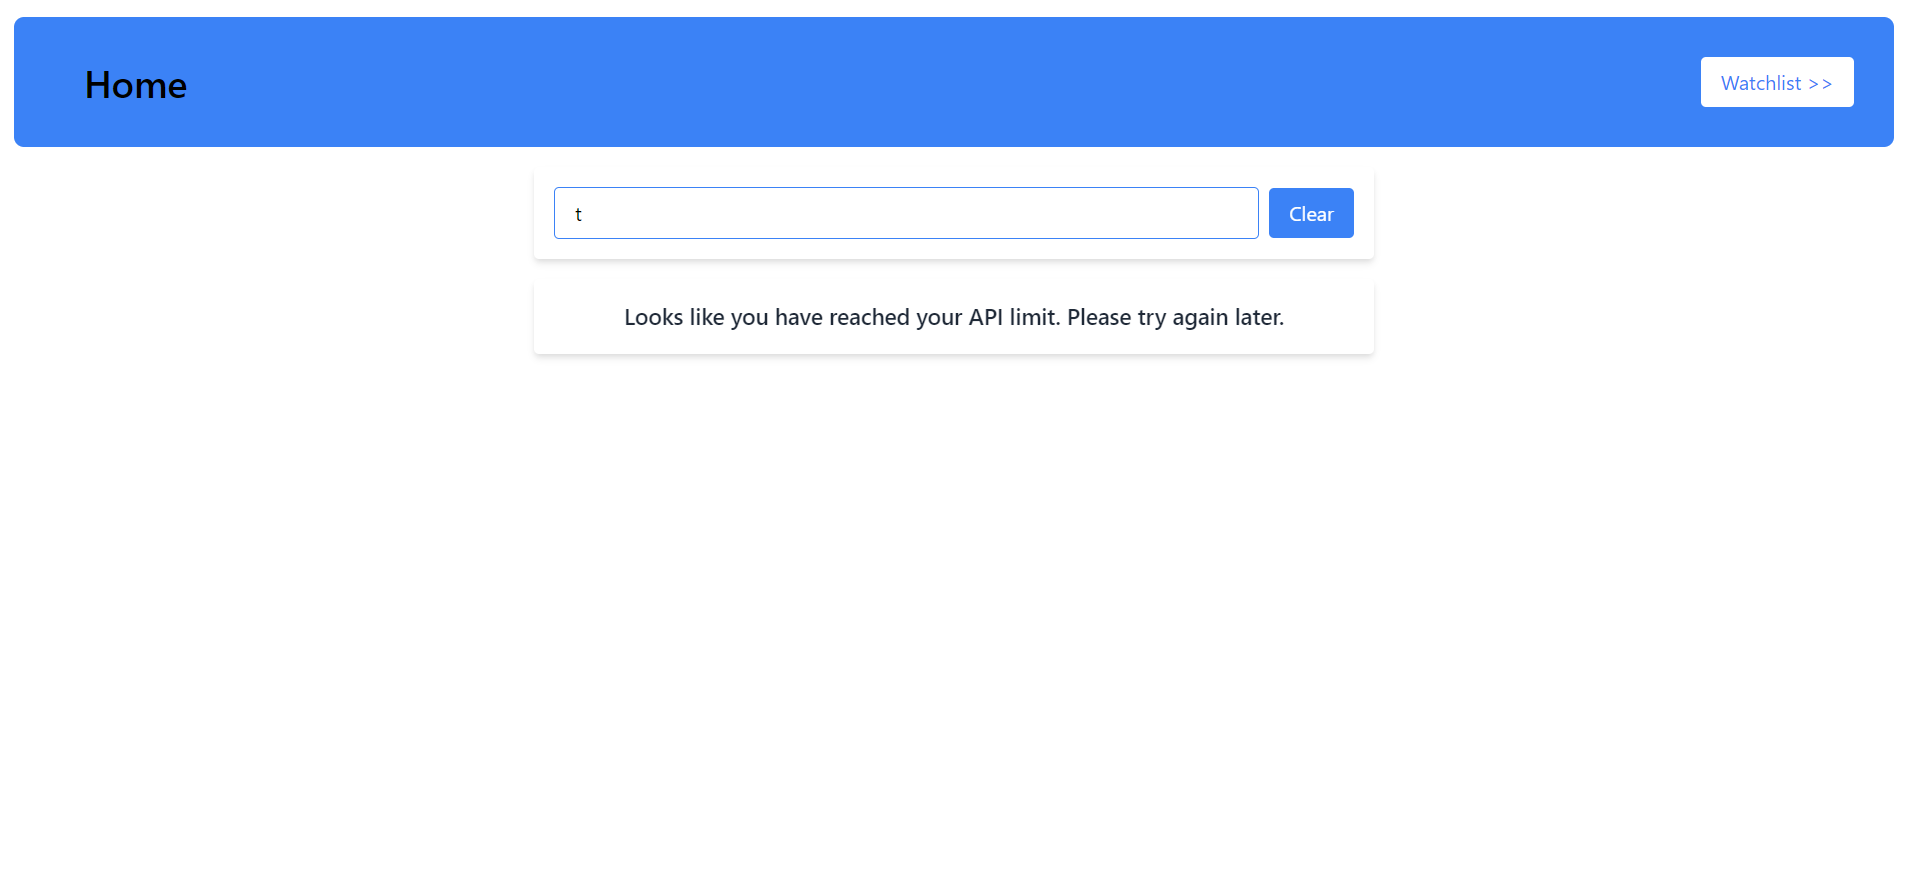 Home
Watchlist >>
t
Clear
Looks like you have reached your API limit. Please try again later.